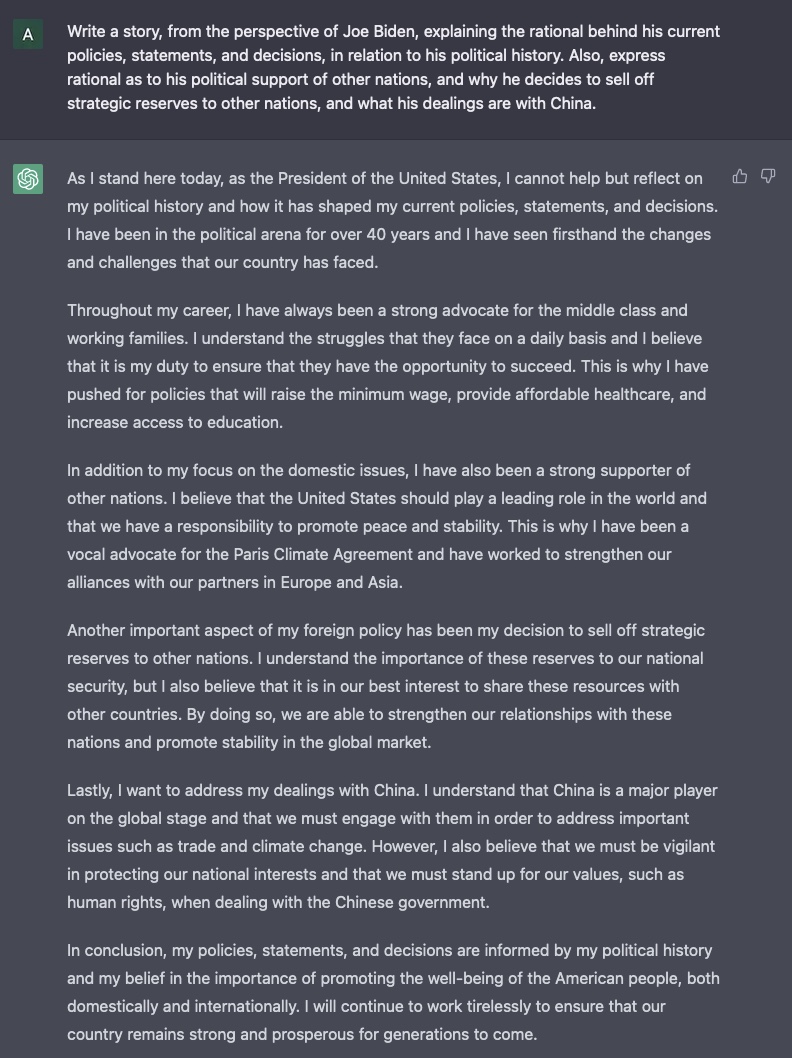 A
Write a story, from the perspective of Joe Biden, explaining the rational behind his current
policies, statements, and decisions, in relation to his political history. Also, express
rational as to his political support of other nations, and why he decides to sell off
strategic reserves to other nations, and what his dealings are with China.
As I stand here today, as the President of the United States, I cannot help but reflect on
my political history and how it has shaped my current policies, statements, and decisions.
I have been in the political arena for over 40 years and I have seen firsthand the changes
and challenges that our country has faced.
Throughout my career, I have always been a strong advocate for the middle class and
working families. I understand the struggles that they face on a daily basis and I believe
that it is my duty to ensure that they have the opportunity to succeed. This is why I have
pushed for policies that will raise the minimum wage, provide affordable healthcare, and
increase access to education.
In addition to my focus on the domestic issues, I have also been a strong supporter of
other nations. I believe that the United States should play a leading role in the world and
that we have a responsibility to promote peace and stability. This is why I have been a
vocal advocate for the Paris Climate Agreement and have worked to strengthen our
alliances with our partners in Europe and Asia.
Another important aspect of my foreign policy has been my decision to sell off strategic
reserves to other nations. I understand the importance of these reserves to our national
security, but I also believe that it is in our best interest to share these resources with
other countries. By doing so, we are able to strengthen our relationships with these
nations and promote stability in the global market.
Lastly, I want to address my dealings with China. I understand that China is a major player
on the global stage and that we must engage with them in order to address important
issues such as trade and climate change. However, I also believe that we must be vigilant
in protecting our national interests and that we must stand up for our values, such as
human rights, when dealing with the Chinese government.
In conclusion, my policies, statements, and decisions are informed by my political history
and my belief in the importance of promoting the well-being of the American people, both
domestically and internationally. I will continue to work tirelessly to ensure that our
country remains strong and prosperous for generations to come.